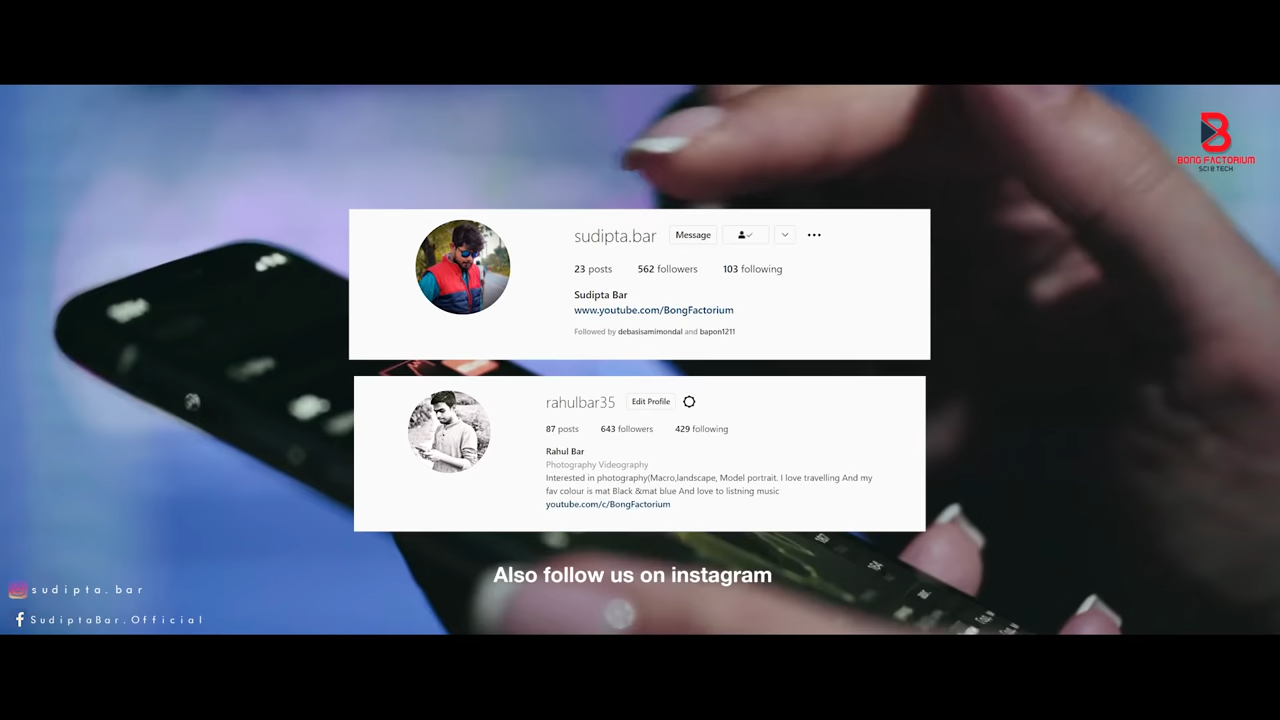 BONG FACTORIUM
SCI & TECH
sudipta.bar Message
23 posts 562 followers 103 following
Sudipta Bar
www.youtube.com/BongFactorium
Followed by debasisamimondal and bapon1211
rahulbar35 Edit Profile
87 posts 643 followers 429 following
Rahul Bar
Photography Videography
Interested in photography(Macro,landscape, Model portrait. I love travelling And my
fav colour is mat Black &mat blue And love to listning music
youtube.com/c/BongFactorium
Also follow us on instagram
sudipta.bar
SudiptaBar.Official